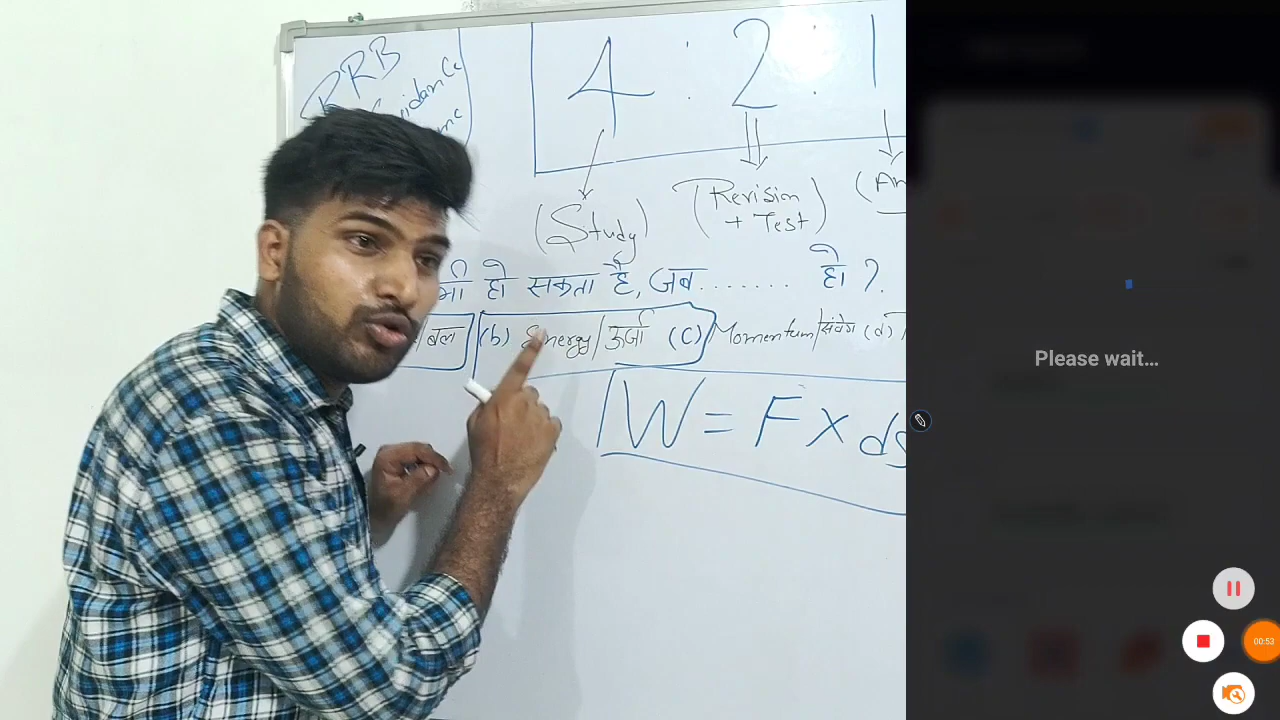 RRB
4 : 2 : 1
(Study)
(Revision
+ Test)
भी हो सकता है, जब ....... हो ?
/बल (b) Energy/ऊर्जा (c) Momentum/संवेग (d)
W = F x
Please wait...
00:53